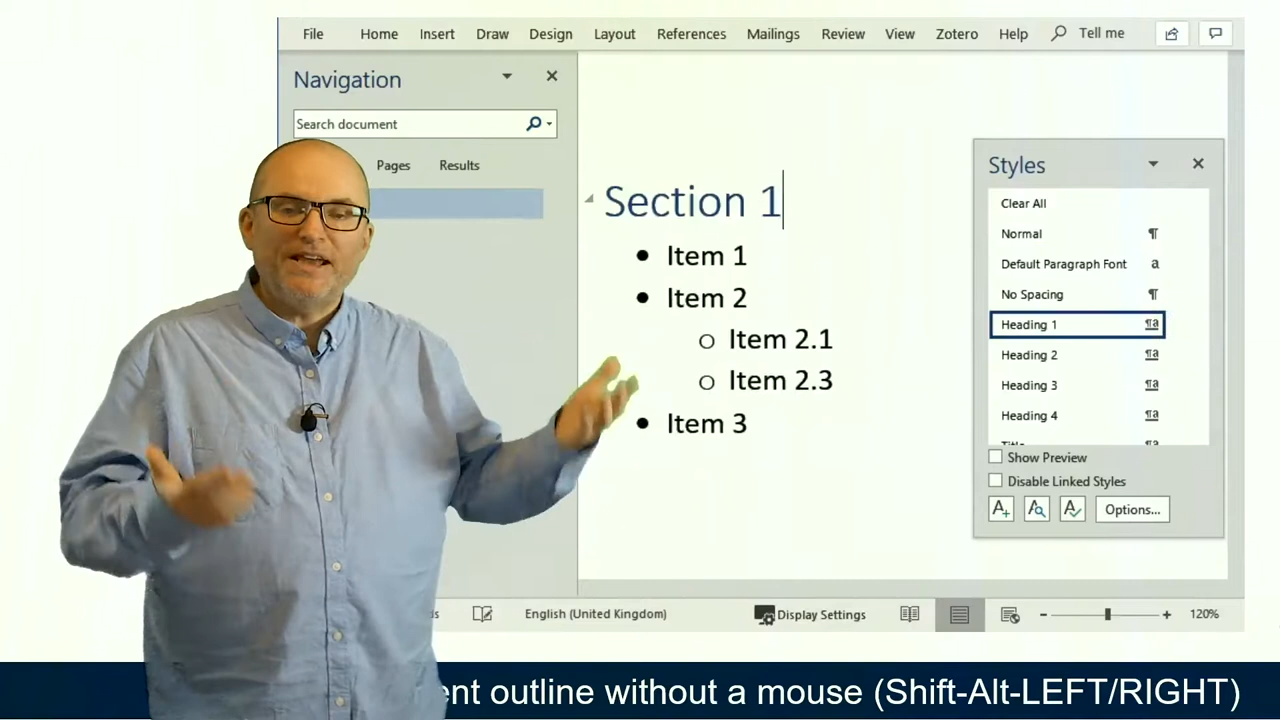 File Home Insert Draw Design Layout References Mailings Review View Zotero Help Tell me
Navigation
Search document
Pages Results
Section 1
• Item 1
• Item 2
o Item 2.1
o Item 2.3
• Item 3
Styles
Clear All
Normal ¶
Default Paragraph Font a
No Spacing ¶
Heading 1 ¶a
Heading 2 ¶a
Heading 3 ¶a
Heading 4 ¶a
Show Preview
Disable Linked Styles
Options...
English (United Kingdom) Display Settings 120%
outline without a mouse (Shift-Alt-LEFT/RIGHT)